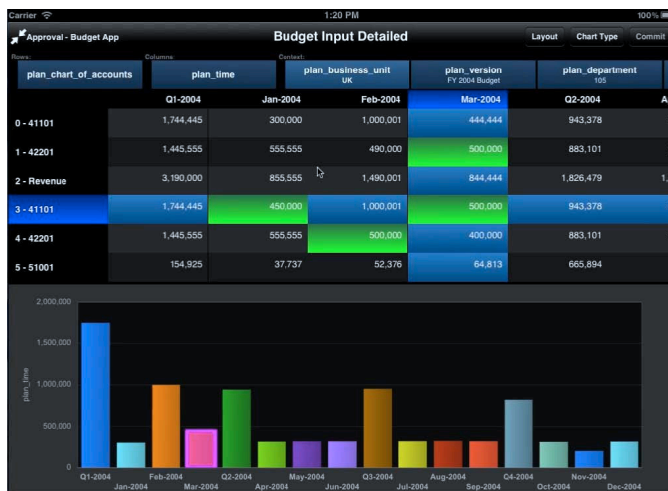 Carrier 1:20 PM 100%
Approval - Budget App Budget Input Detailed Layout Chart Type Commit
Rows: Columns: Context:
plan_chart_of_accounts plan_time plan_business_unit plan_version plan_department
UK FY 2004 Budget 105
Q1-2004 Jan-2004 Feb-2004 Mar-2004 Q2-2004 A
0 - 41101 1,744,445 300,000 1,000,001 444,444 943,378
1 - 42201 1,445,555 555,555 490,000 500,000 883,101
2 - Revenue 3,190,000 855,555 1,490,001 844,444 1,826,479 1,
3 - 41101 1,744,445 450,000 1,000,001 500,000 943,378
4 - 42201 1,445,555 555,555 500,000 400,000 883,101
5 - 51001 154,925 37,737 52,376 64,813 665,894
2,000,000
1,500,000
1,000,000
500,000
0
plan_time
Q1-2004 Feb-2004 Q2-2004 May-2004 Q3-2004 Aug-2004 Q4-2004 Nov-2004
Jan-2004 Mar-2004 Apr-2004 Jun-2004 Jul-2004 Sep-2004 Oct-2004 Dec-2004